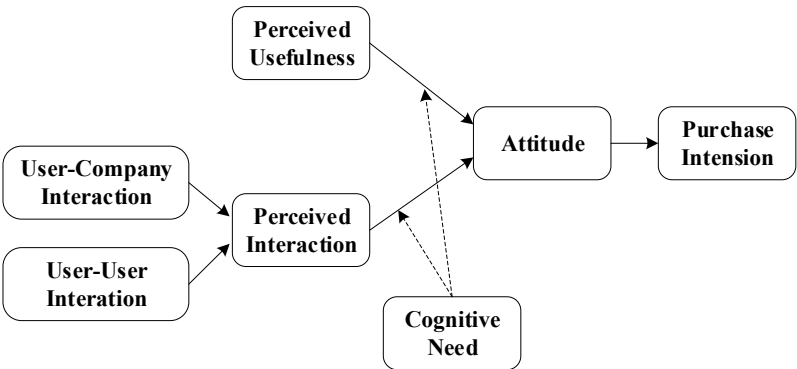 Perceived
Usefulness
Attitude
Purchase
Intension
User-Company
Interaction
Perceived
Interaction
User-User
Interation
Cognitive
Need